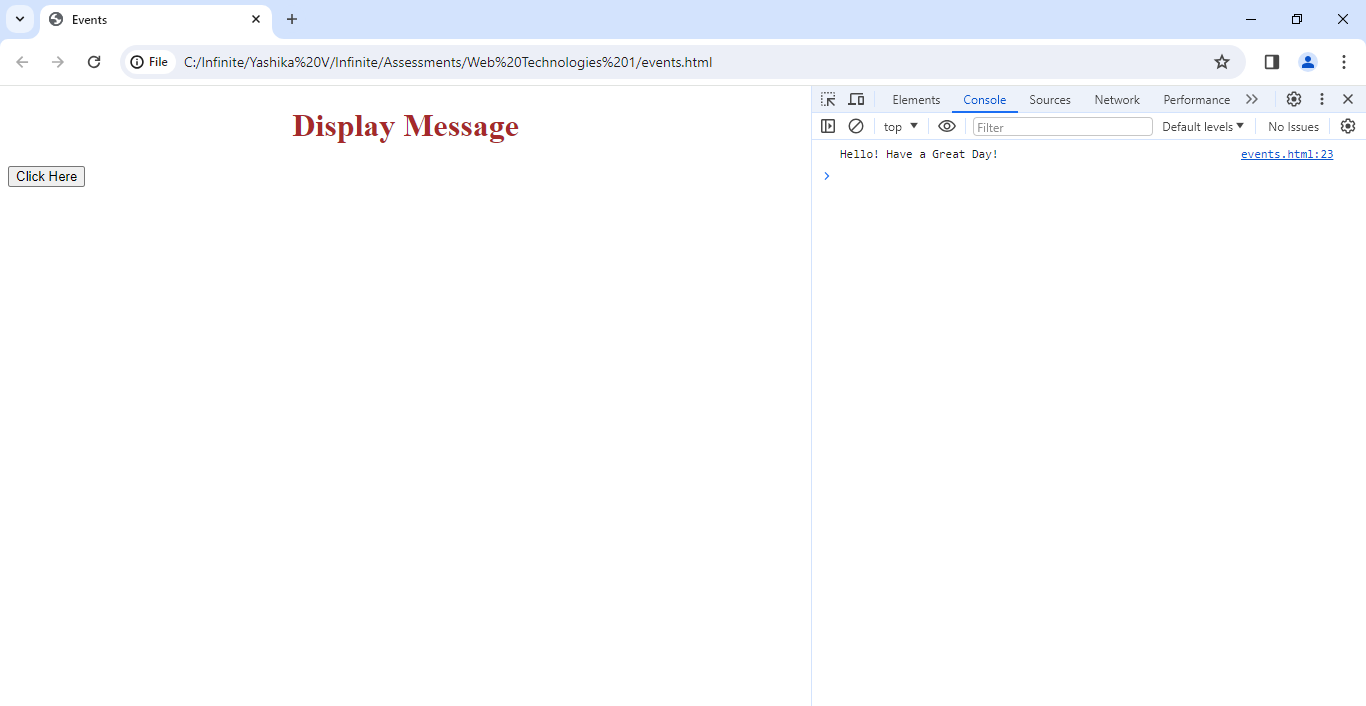 Events
File C:/Infinite/Yashika%20V/Infinite/Assessments/Web%20Technologies%201/events.html
Display Message
Click Here
Elements Console Sources Network Performance
top Filter Default levels No Issues
Hello! Have a Great Day! events.html:23